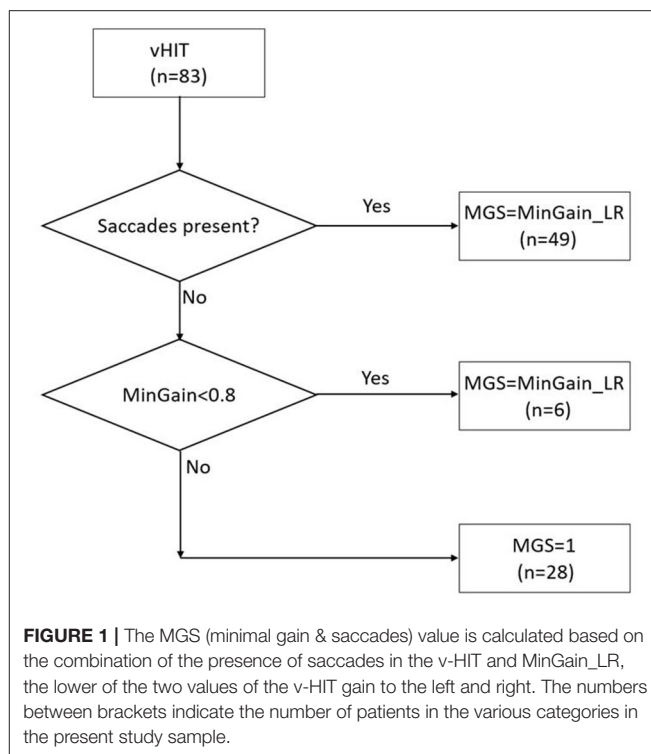 vHIT
(n=83)
Saccades present?
Yes
MGS=MinGain_LR
(n=49)
No
MinGain<0.8
Yes
MGS=MinGain_LR
(n=6)
No
MGS=1
(n=28)
FIGURE 1 | The MGS (minimal gain & saccades) value is calculated based on
the combination of the presence of saccades in the v-HIT and MinGain_LR,
the lower of the two values of the v-HIT gain to the left and right. The numbers
between brackets indicate the number of patients in the various categories in
the present study sample.